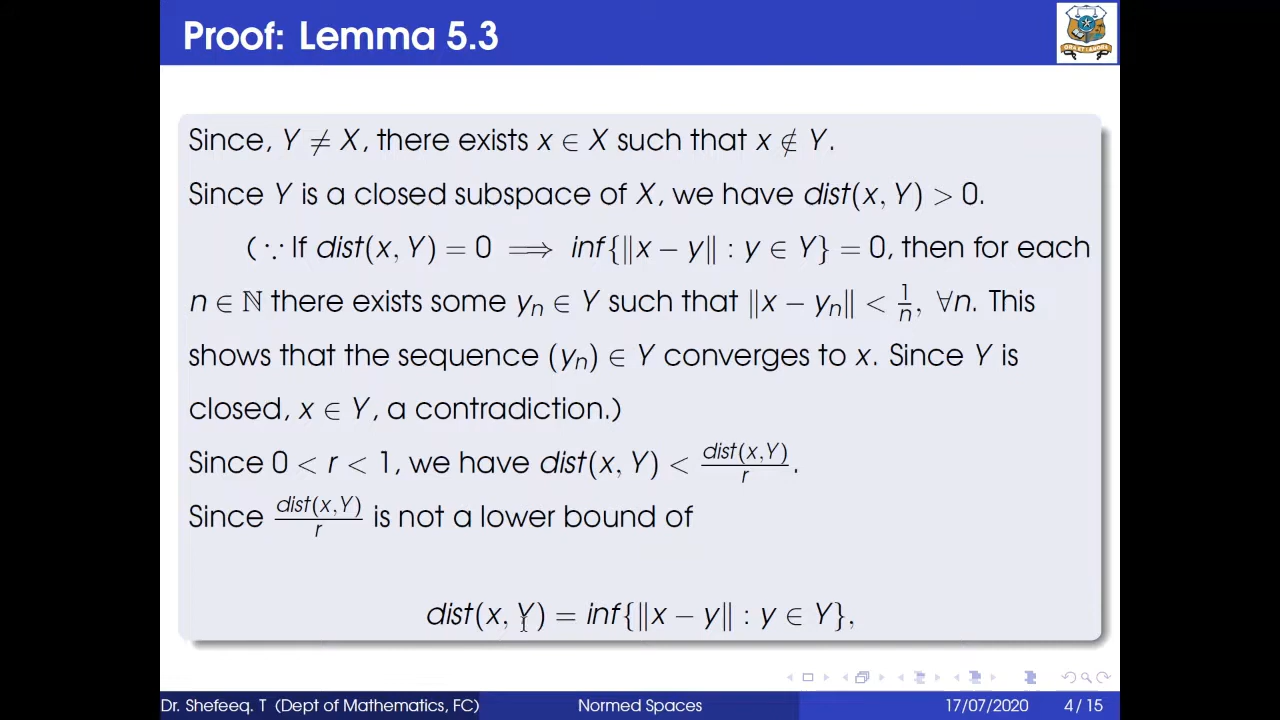 Proof: Lemma 5.3
Since, Y ≠ X, there exists x ∈ X such that x ∉ Y.
Since Y is a closed subspace of X, we have dist(x, Y) > 0.
(∵ If dist(x, Y) = 0 ⟹ inf{‖x − y‖ : y ∈ Y} = 0, then for each
n ∈ ℕ there exists some yₙ ∈ Y such that ‖x − yₙ‖ < 1/n, ∀n. This
shows that the sequence (yₙ) ∈ Y converges to x. Since Y is
closed, x ∈ Y, a contradiction.)
Since 0 < r < 1, we have dist(x, Y) < dist(x,Y)/r.
Since dist(x,Y)/r is not a lower bound of
dist(x, Y) = inf{‖x − y‖ : y ∈ Y},
Dr. Shefeeq. T (Dept of Mathematics, FC) Normed Spaces 17/07/2020 4 / 15